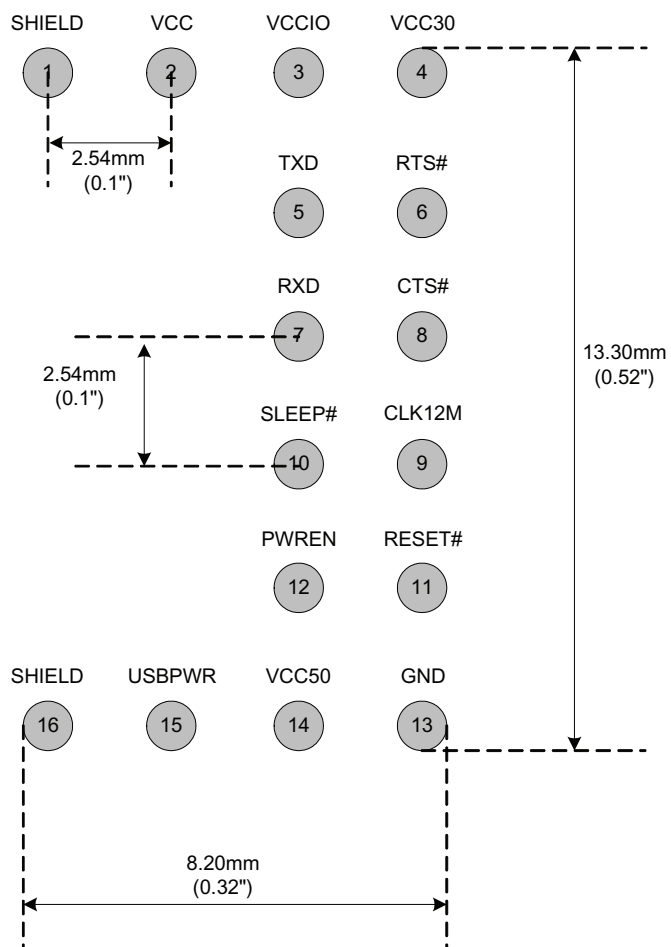 SHIELD VCC VCCIO VCC30
1 2 3 4
2.54mm
(0.1")
TXD RTS#
5 6
RXD CTS#
7 8
13.30mm
(0.52")
2.54mm
(0.1")
SLEEP# CLK12M
10 9
PWREN RESET#
12 11
SHIELD USBPWR VCC50 GND
16 15 14 13
8.20mm
(0.32")